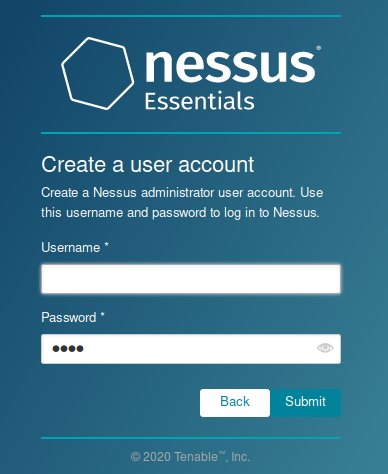 nessus®
Essentials
Create a user account
Create a Nessus administrator user account. Use
this username and password to log in to Nessus.
Username *
Password *
••••
Back
Submit
© 2020 Tenable™, Inc.